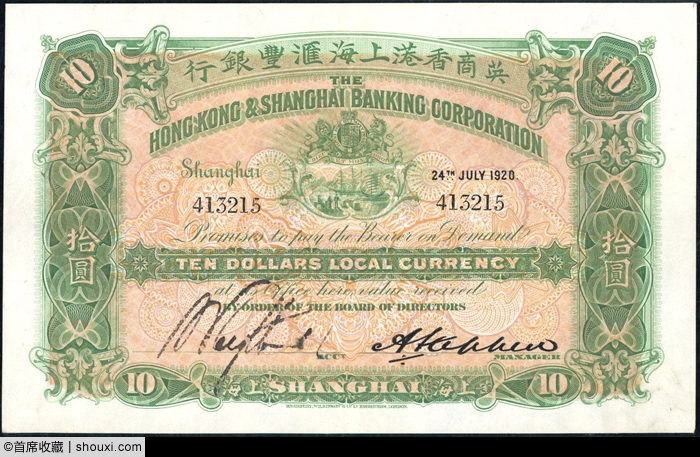 行銀豐滙海上港香商英
10 10
THE
HONG-KONG & SHANGHAI BANKING CORPORATION
Shanghai 24TH JULY 1920
413215 413215
Promises to pay the Bearer on Demand
拾圓 拾圓
TEN DOLLARS LOCAL CURRENCY
at its Office here, value received
BY ORDER OF THE BOARD OF DIRECTORS
ACCT MANAGER
10 SHANGHAI 10
©首席收藏 | shouxi.com